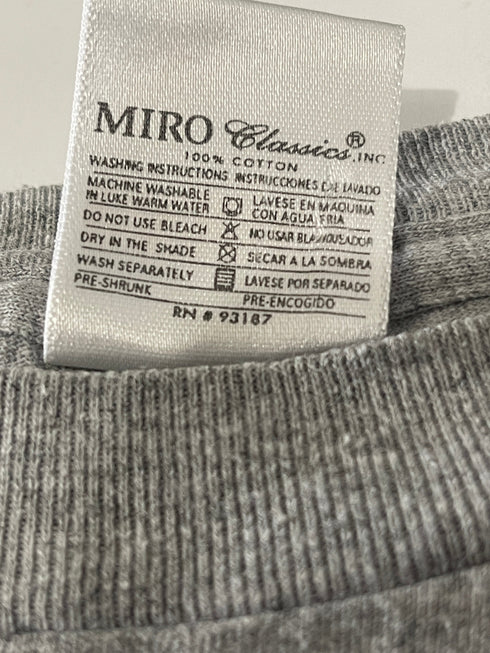 MIRO Classics®, INC
100% COTTON
WASHING INSTRUCTIONS INSTRUCCIONES DE LAVADO
MACHINE WASHABLE LAVESE EN MAQUINA
IN LUKE WARM WATER CON AGUA FRIA
DO NOT USE BLEACH NO USAR BLANQUEADOR
DRY IN THE SKADE SECAR A LA SOMBRA
WASH SEPARATELY LAVESE POR SEPARADO
PRE-SHRUNK PRE-ENCOGIDO
RN # 93187